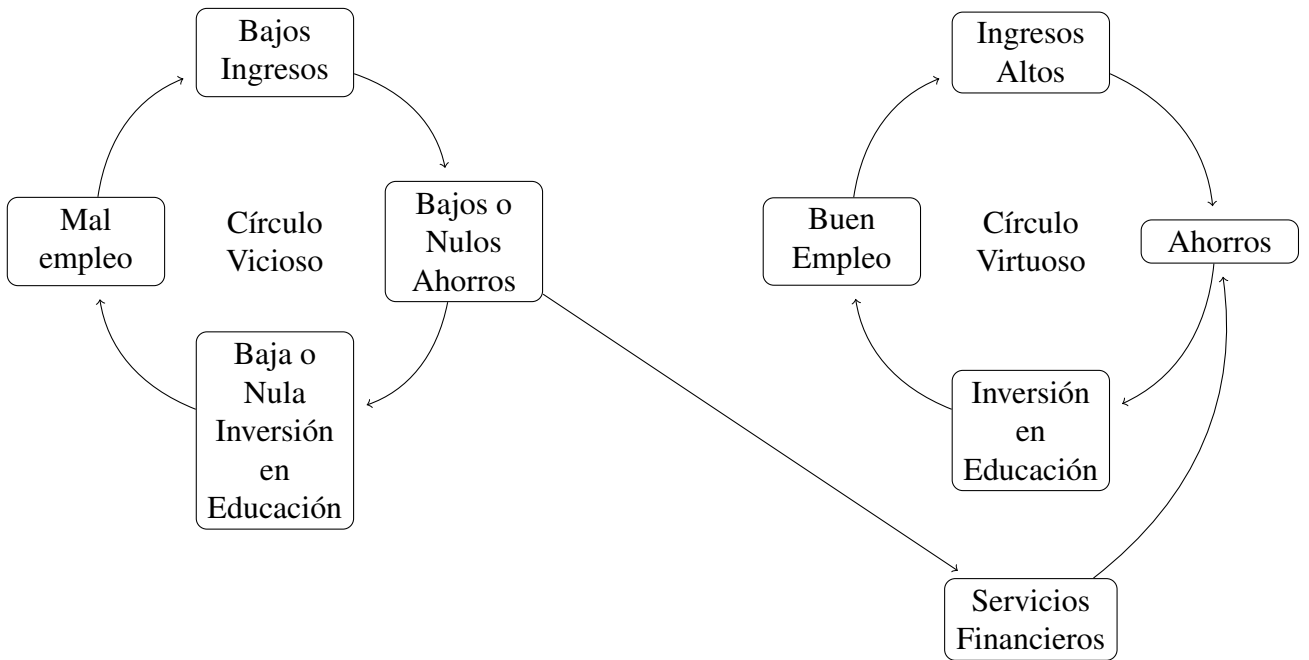 Bajos
Ingresos
Mal
empleo
Círculo
Vicioso
Bajos o
Nulos
Ahorros
Baja o
Nula
Inversión
en
Educación
Ingresos
Altos
Buen
Empleo
Círculo
Virtuoso
Ahorros
Inversión
en
Educación
Servicios
Financieros